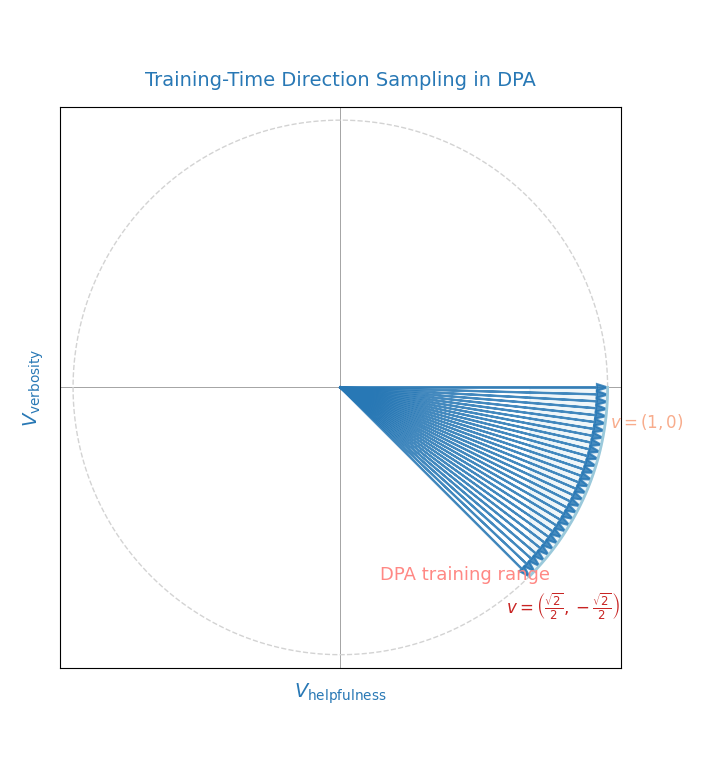 Training-Time Direction Sampling in DPA
V_verbosity
v = (1, 0)
DPA training range
v = (√2/2, −√2/2)
V_helpfulness